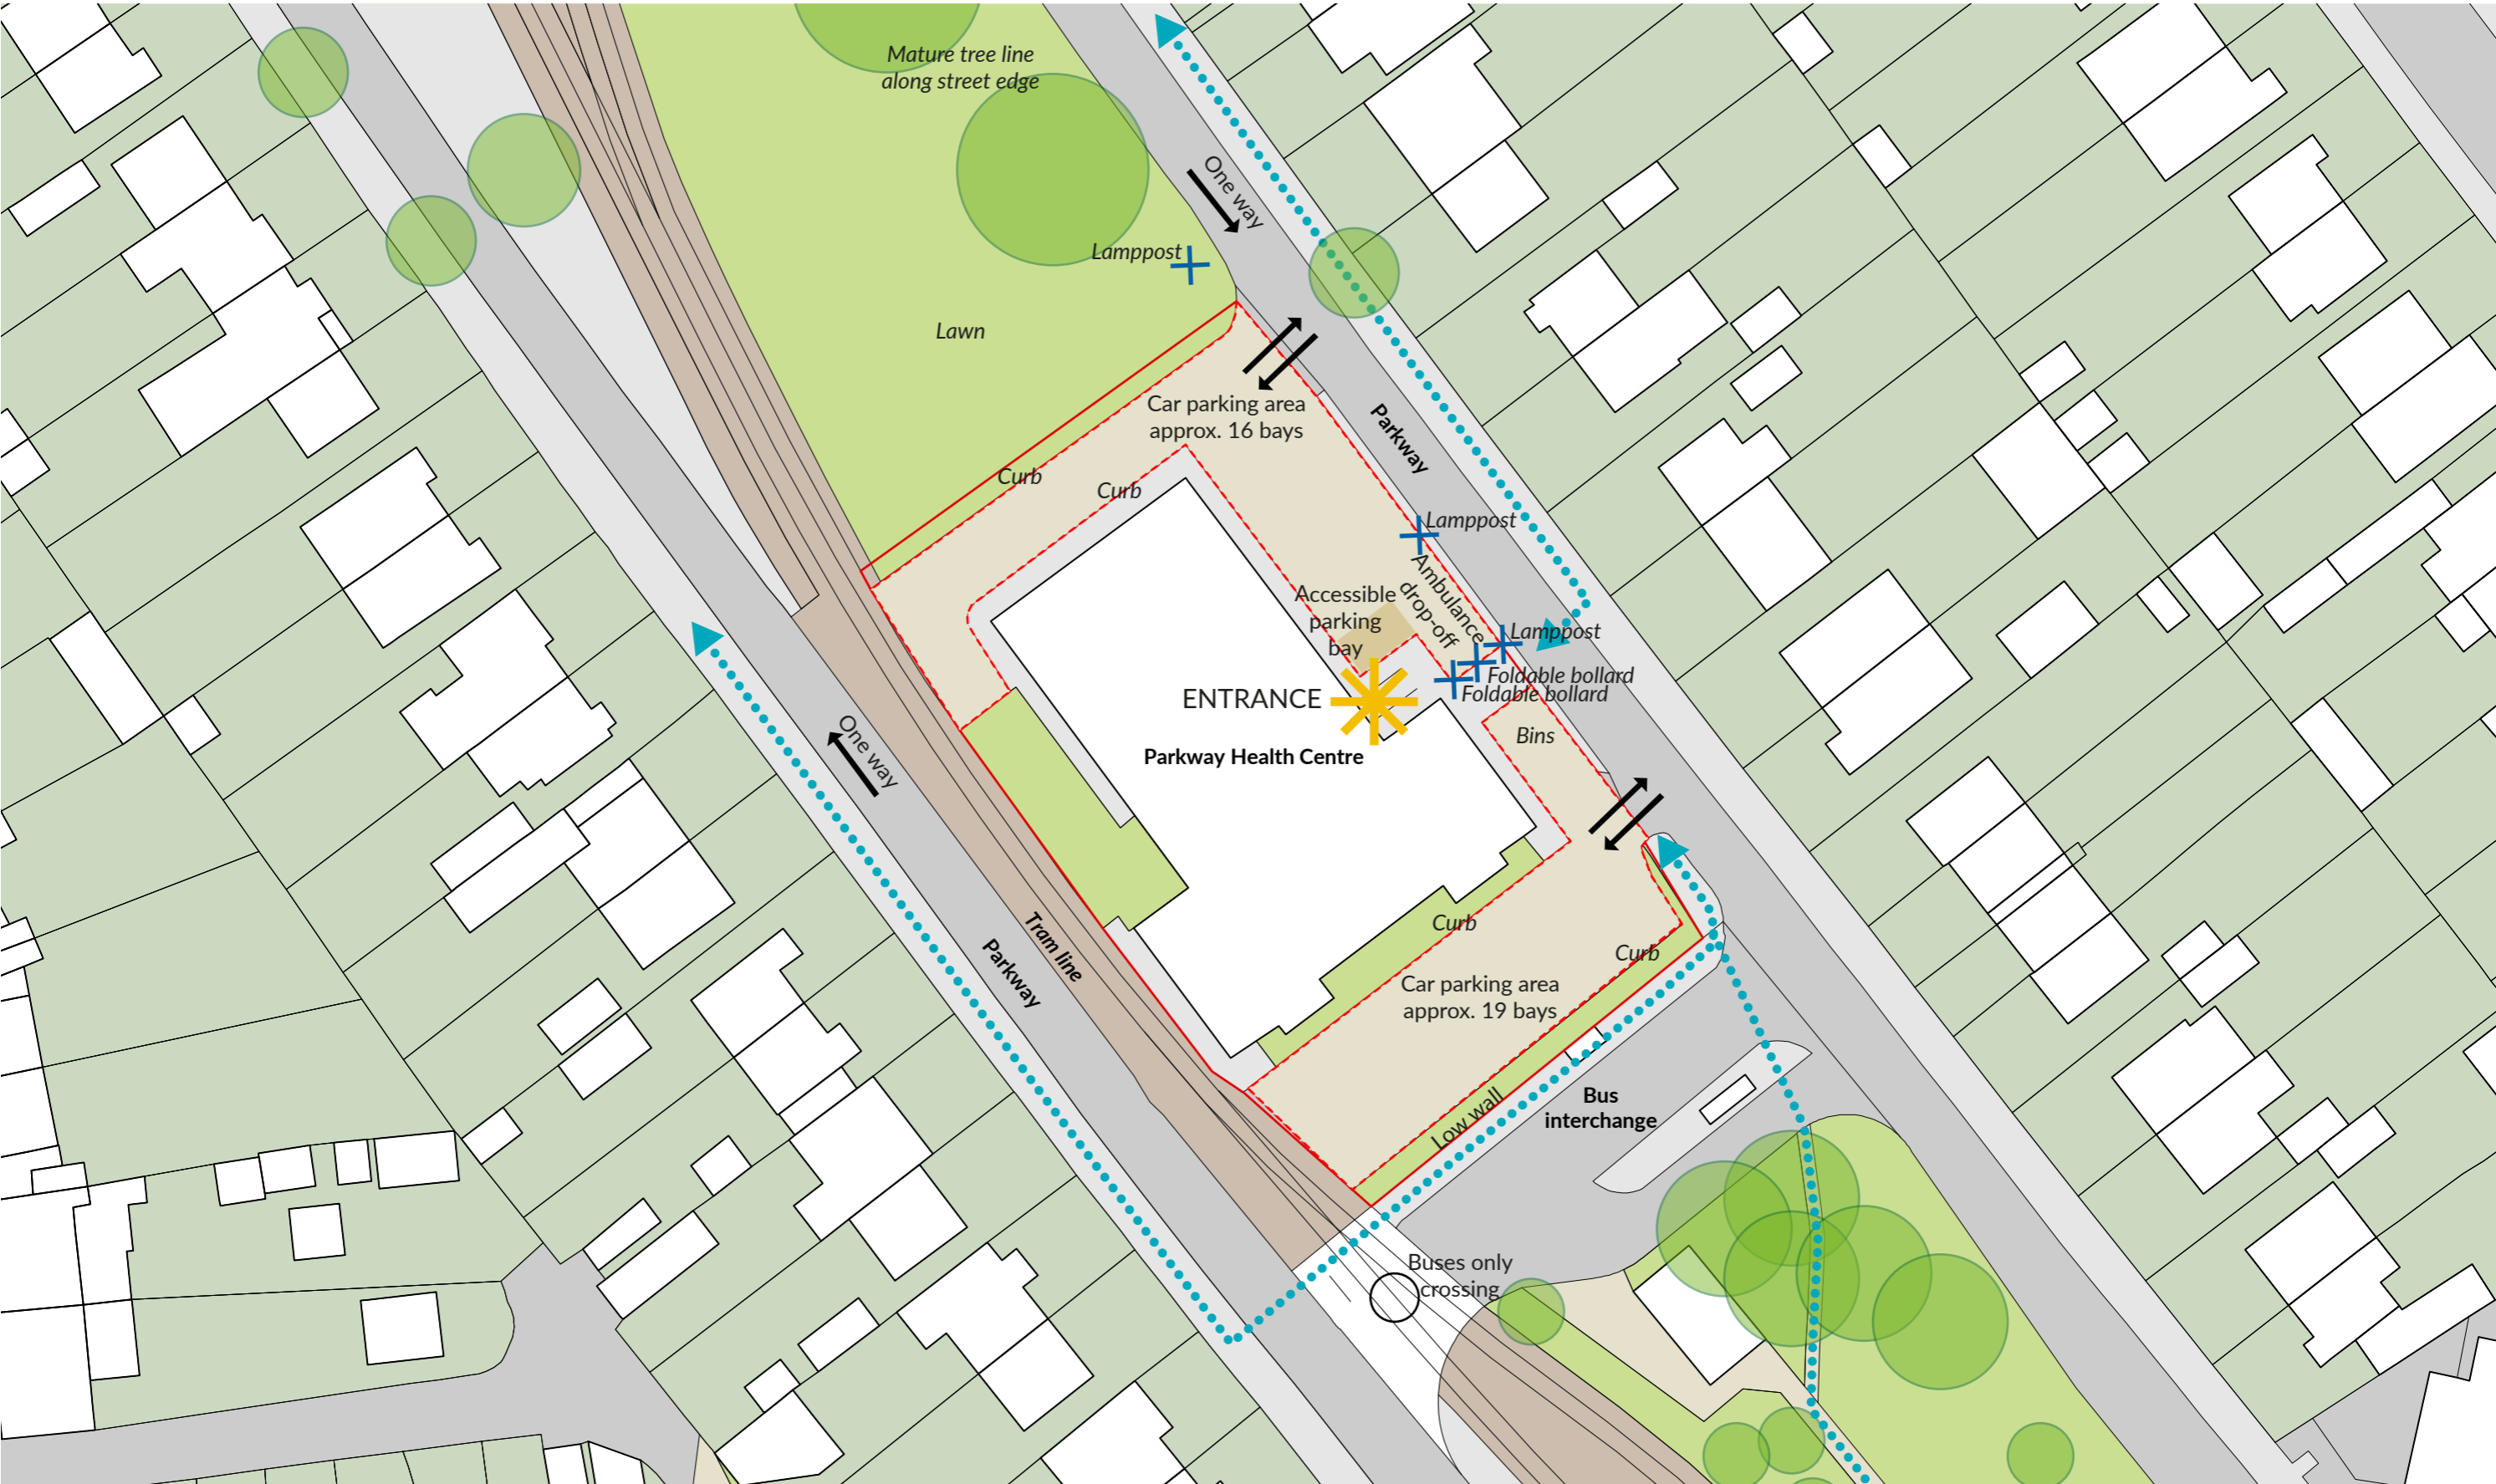 Mature tree line
along street edge
One way
Lamppost
Lawn
Car parking area
approx. 16 bays
Parkway
Curb
Curb
Lamppost
Ambulance
drop-off
Accessible
parking
bay
Lamppost
Foldable bollard
Foldable bollard
ENTRANCE
Bins
Parkway Health Centre
One way
Tram line
Parkway
Curb
Curb
Car parking area
approx. 19 bays
Low wall
Bus
interchange
Buses only
crossing